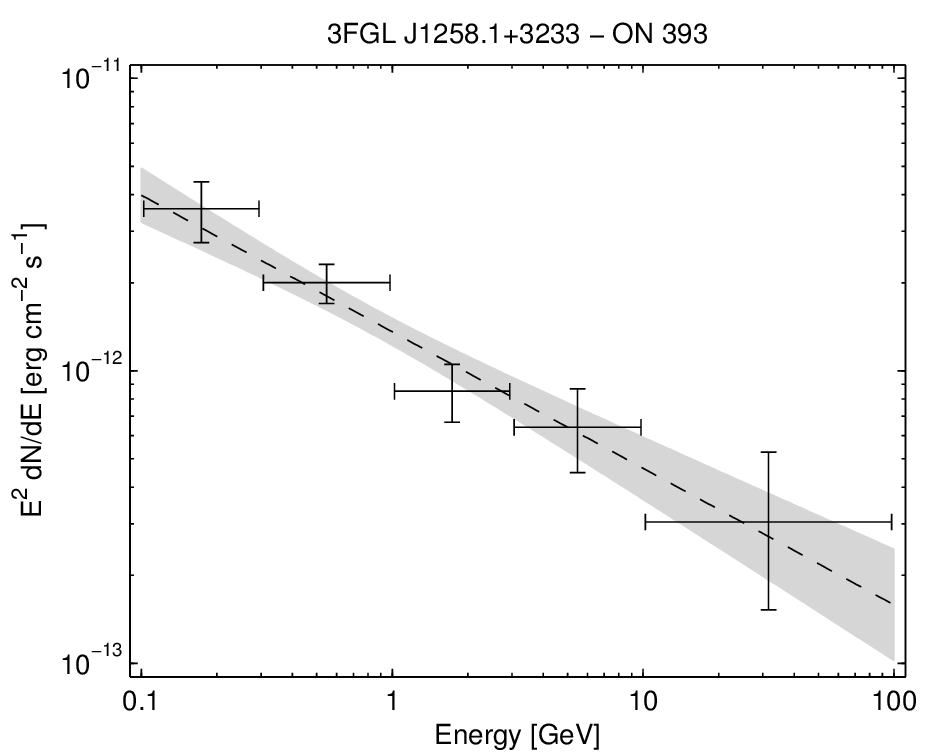 3FGL J1258.1+3233 − ON 393
E² dN/dE [erg cm⁻² s⁻¹]
10⁻¹¹
10⁻¹²
10⁻¹³
0.1 1 10 100
Energy [GeV]